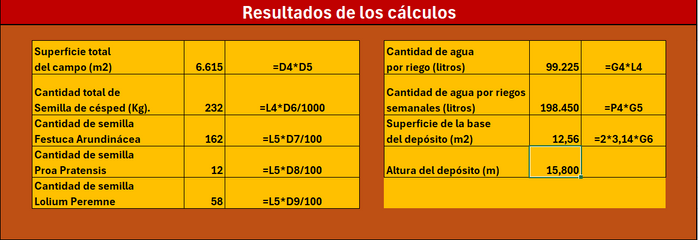 Resultados de los cálculos
Superficie total
del campo (m2) 6.615 =D4*D5
Cantidad total de
Semilla de césped (Kg). 232 =L4*D6/1000
Cantidad de semilla
Festuca Arundinácea 162 =L5*D7/100
Cantidad de semilla
Proa Pratensis 12 =L5*D8/100
Cantidad de semilla
Lolium Peremne 58 =L5*D9/100
Cantidad de agua
por riego (litros) 99.225 =G4*L4
Cantidad de agua por riegos
semanales (litros) 198.450 =P4*G5
Superficie de la base
del depósito (m2) 12,56 =2*3,14*G6
Altura del depósito (m) 15,800